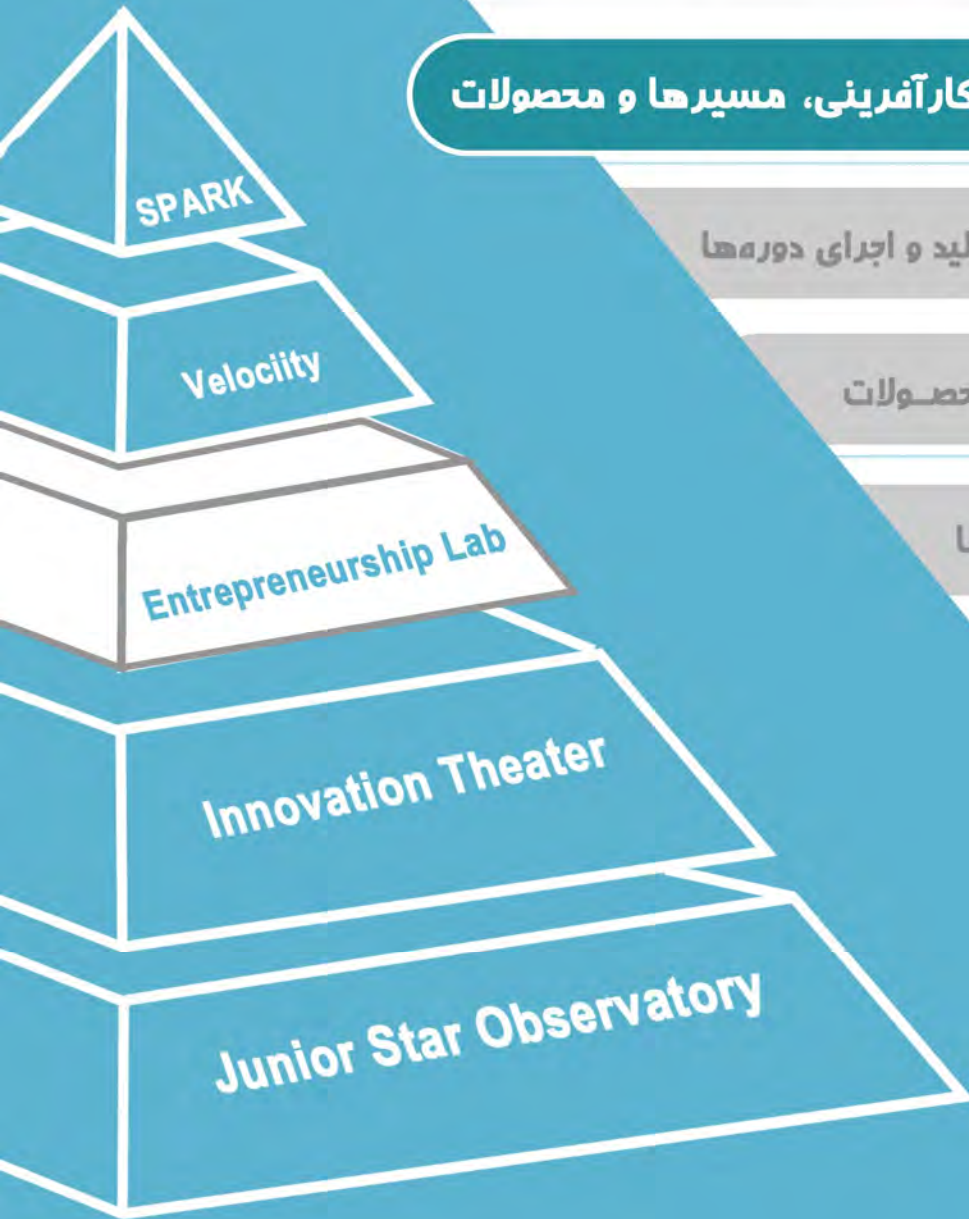 کارآفرینی، مسیرها و محصولات
SPARK
و اجرای دوره‌ها
Velociity
Entrepreneurship Lab
Innovation Theater
Junior Star Observatory